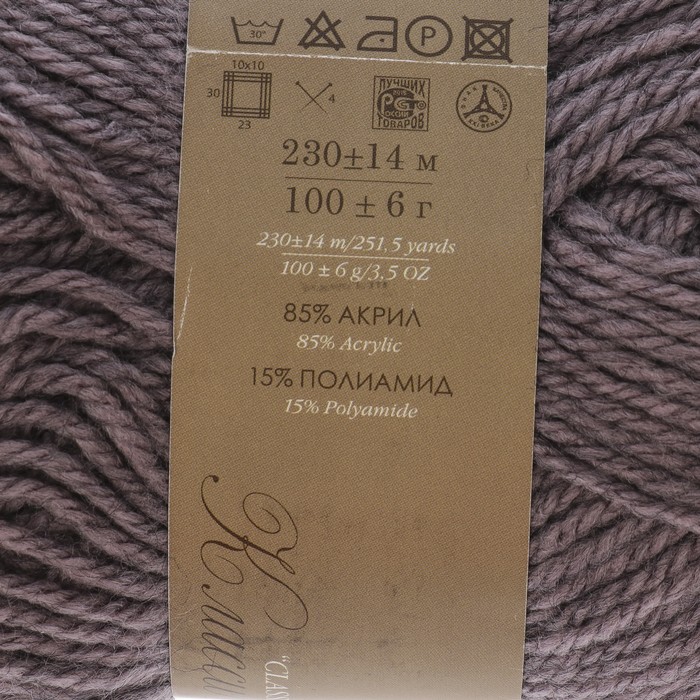 30°
P
10x10
30
23
4
ЛУЧШИХ
РОССИИ
ТОВАРОВ
230±14 м
100 ± 6 г
230±14 m/251,5 yards
100 ± 6 g/3,5 OZ
85% АКРИЛ
85% Acrylic
15% ПОЛИАМИД
15% Polyamide